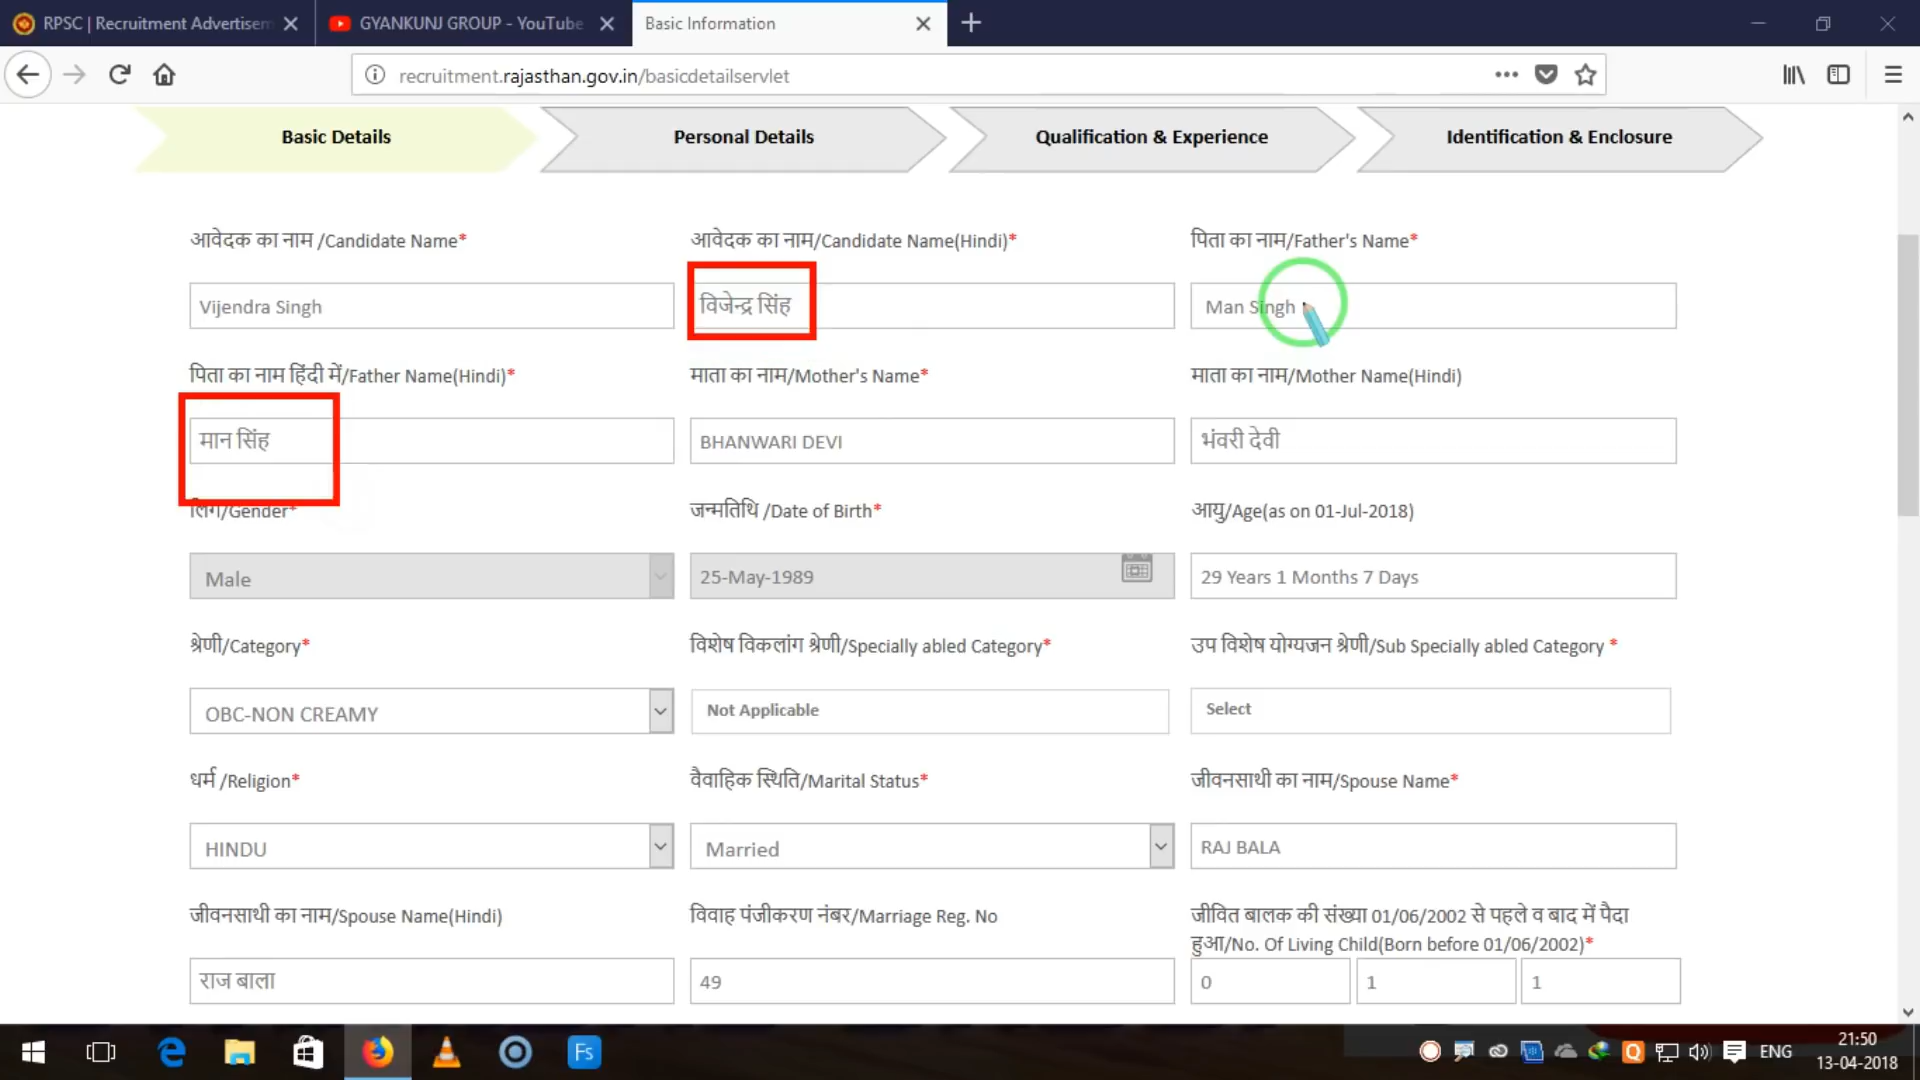 RPSC | Recruitment Advertisem
GYANKUNJ GROUP - YouTube
Basic Information
recruitment.rajasthan.gov.in/basicdetailservlet
Basic Details
Personal Details
Qualification & Experience
Identification & Enclosure
आवेदक का नाम /Candidate Name*
आवेदक का नाम/Candidate Name(Hindi)*
पिता का नाम/Father's Name*
Vijendra Singh
विजेन्द्र सिंह
Man Singh
पिता का नाम हिंदी में/Father Name(Hindi)*
माता का नाम/Mother's Name*
माता का नाम/Mother Name(Hindi)
मान सिंह
BHANWARI DEVI
भंवरी देवी
लिंग/Gender*
जन्मतिथि /Date of Birth*
आयु/Age(as on 01-Jul-2018)
Male
25-May-1989
29 Years 1 Months 7 Days
श्रेणी/Category*
विशेष विकलांग श्रेणी/Specially abled Category*
उप विशेष योग्यजन श्रेणी/Sub Specially abled Category *
OBC-NON CREAMY
Not Applicable
Select
धर्म /Religion*
वैवाहिक स्थिति/Marital Status*
जीवनसाथी का नाम/Spouse Name*
HINDU
Married
RAJ BALA
जीवनसाथी का नाम/Spouse Name(Hindi)
विवाह पंजीकरण नंबर/Marriage Reg. No
जीवित बालक की संख्या 01/06/2002 से पहले व बाद में पैदा
हुआ/No. Of Living Child(Born before 01/06/2002)*
राज बाला
49
0
1
1
Fs
ENG
21:50
13-04-2018